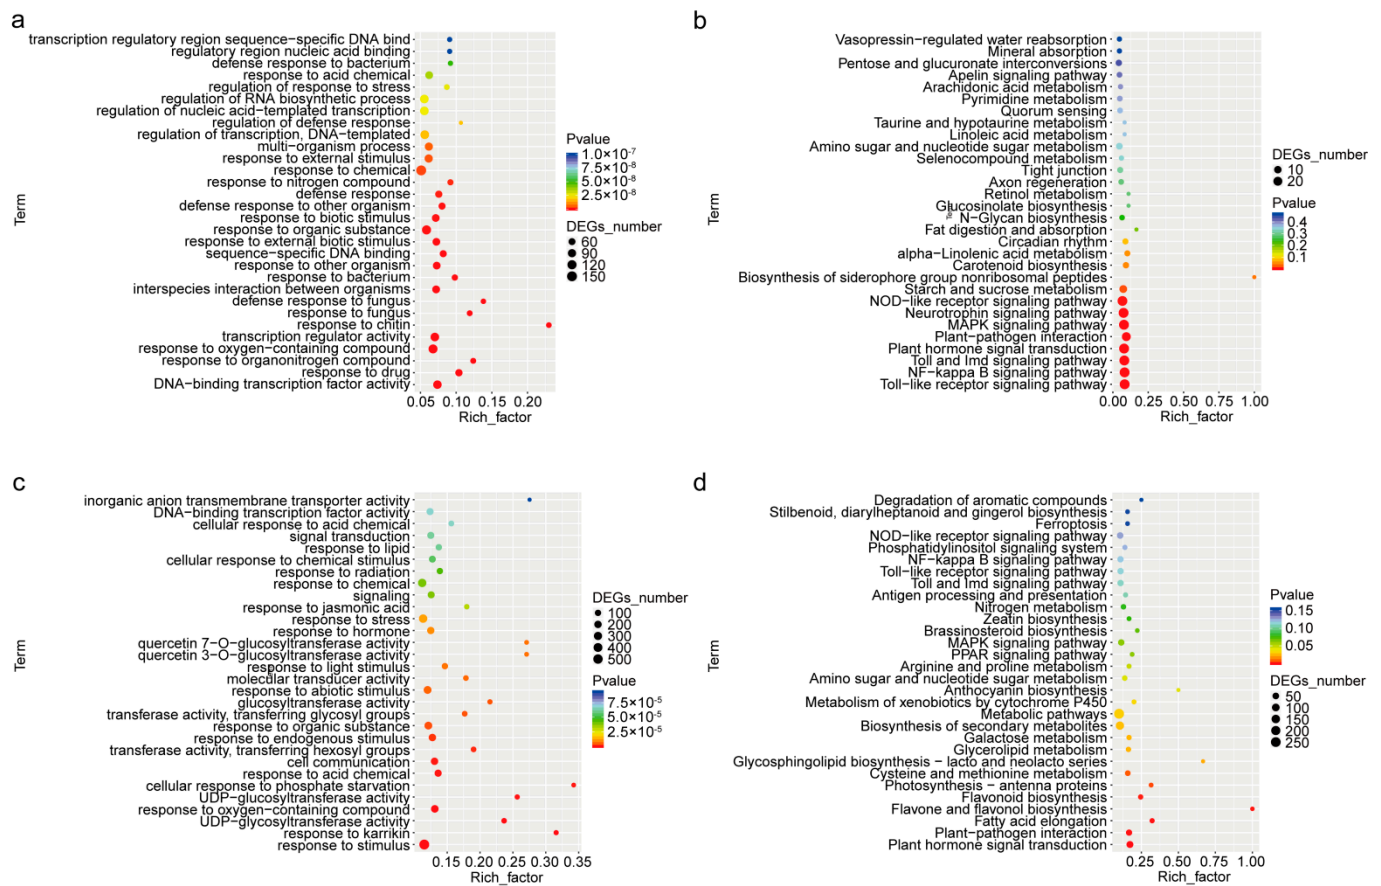 a
transcription regulatory region sequence-specific DNA bind
regulatory region nucleic acid binding
defense response to bacterium
response to acid chemical
regulation of response to stress
regulation of RNA biosynthetic process
regulation of nucleic acid-templated transcription
regulation of defense response
regulation of transcription, DNA-templated
multi-organism process
response to external stimulus
response to chemical
response to nitrogen compound
defense response
defense response to other organism
response to biotic stimulus
response to organic substance
response to external biotic stimulus
sequence-specific DNA binding
response to other organism
response to bacterium
interspecies interaction between organisms
defense response to fungus
response to fungus
response to chitin
transcription regulator activity
response to oxygen-containing compound
response to organonitrogen compound
response to drug
DNA-binding transcription factor activity
Term
0.05 0.10 0.15 0.20
Rich_factor
Pvalue
1.0×10⁻⁷
7.5×10⁻⁸
5.0×10⁻⁸
2.5×10⁻⁸
DEGs_number
60
90
120
150
b
Vasopressin-regulated water reabsorption
Mineral absorption
Pentose and glucuronate interconversions
Apelin signaling pathway
Arachidonic acid metabolism
Pyrimidine metabolism
Quorum sensing
Taurine and hypotaurine metabolism
Linoleic acid metabolism
Amino sugar and nucleotide sugar metabolism
Selenocompound metabolism
Tight junction
Axon regeneration
Retinol metabolism
Glucosinolate biosynthesis
N-Glycan biosynthesis
Fat digestion and absorption
Circadian rhythm
alpha-Linolenic acid metabolism
Carotenoid biosynthesis
Biosynthesis of siderophore group nonribosomal peptides
Starch and sucrose metabolism
NOD-like receptor signaling pathway
Neurotrophin signaling pathway
MAPK signaling pathway
Plant-pathogen interaction
Plant hormone signal transduction
Toll and Imd signaling pathway
NF-kappa B signaling pathway
Toll-like receptor signaling pathway
Term
Term
0.00 0.25 0.50 0.75 1.00
Rich_factor
DEGs_number
10
20
Pvalue
0.4
0.3
0.2
0.1
c
inorganic anion transmembrane transporter activity
DNA-binding transcription factor activity
cellular response to acid chemical
signal transduction
response to lipid
cellular response to chemical stimulus
response to radiation
response to chemical
signaling
response to jasmonic acid
response to stress
response to hormone
quercetin 7-O-glucosyltransferase activity
quercetin 3-O-glucosyltransferase activity
response to light stimulus
molecular transducer activity
response to abiotic stimulus
glucosyltransferase activity
transferase activity, transferring glycosyl groups
response to organic substance
response to endogenous stimulus
transferase activity, transferring hexosyl groups
cell communication
response to acid chemical
cellular response to phosphate starvation
UDP-glucosyltransferase activity
response to oxygen-containing compound
UDP-glycosyltransferase activity
response to karrikin
response to stimulus
Term
0.15 0.20 0.25 0.30 0.35
Rich_factor
DEGs_number
100
200
300
400
500
Pvalue
7.5×10⁻⁵
5.0×10⁻⁵
2.5×10⁻⁵
d
Degradation of aromatic compounds
Stilbenoid, diarylheptanoid and gingerol biosynthesis
Ferroptosis
NOD-like receptor signaling pathway
Phosphatidylinositol signaling system
NF-kappa B signaling pathway
Toll-like receptor signaling pathway
Toll and Imd signaling pathway
Antigen processing and presentation
Nitrogen metabolism
Zeatin biosynthesis
Brassinosteroid biosynthesis
MAPK signaling pathway
PPAR signaling pathway
Arginine and proline metabolism
Amino sugar and nucleotide sugar metabolism
Anthocyanin biosynthesis
Metabolism of xenobiotics by cytochrome P450
Metabolic pathways
Biosynthesis of secondary metabolites
Galactose metabolism
Glycerolipid metabolism
Glycosphingolipid biosynthesis - lacto and neolacto series
Cysteine and methionine metabolism
Photosynthesis - antenna proteins
Flavonoid biosynthesis
Flavone and flavonol biosynthesis
Fatty acid elongation
Plant-pathogen interaction
Plant hormone signal transduction
Term
0.25 0.50 0.75 1.00
Rich_factor
Pvalue
0.15
0.10
0.05
DEGs_number
50
100
150
200
250